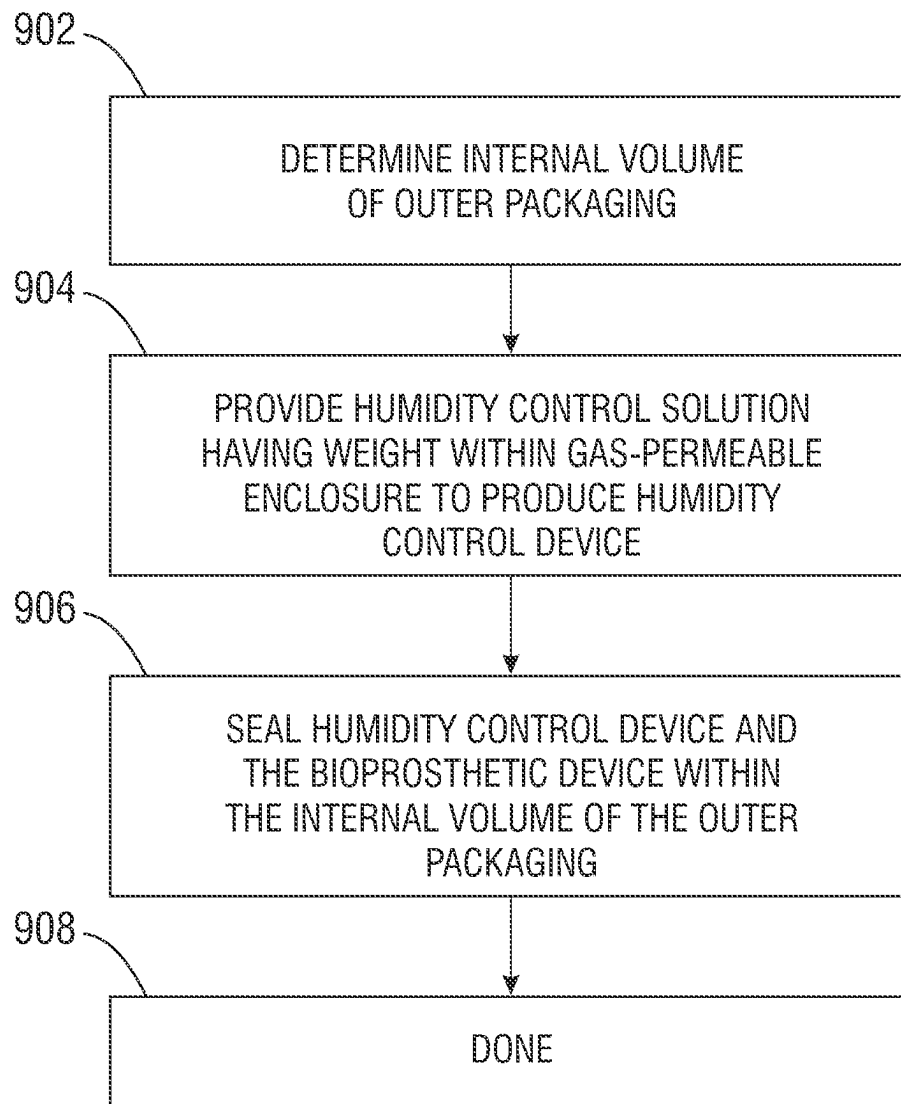 902
DETERMINE INTERNAL VOLUME
OF OUTER PACKAGING
904
PROVIDE HUMIDITY CONTROL SOLUTION
HAVING WEIGHT WITHIN GAS-PERMEABLE
ENCLOSURE TO PRODUCE HUMIDITY
CONTROL DEVICE
906
SEAL HUMIDITY CONTROL DEVICE AND
THE BIOPROSTHETIC DEVICE WITHIN
THE INTERNAL VOLUME OF THE OUTER
PACKAGING
908
DONE